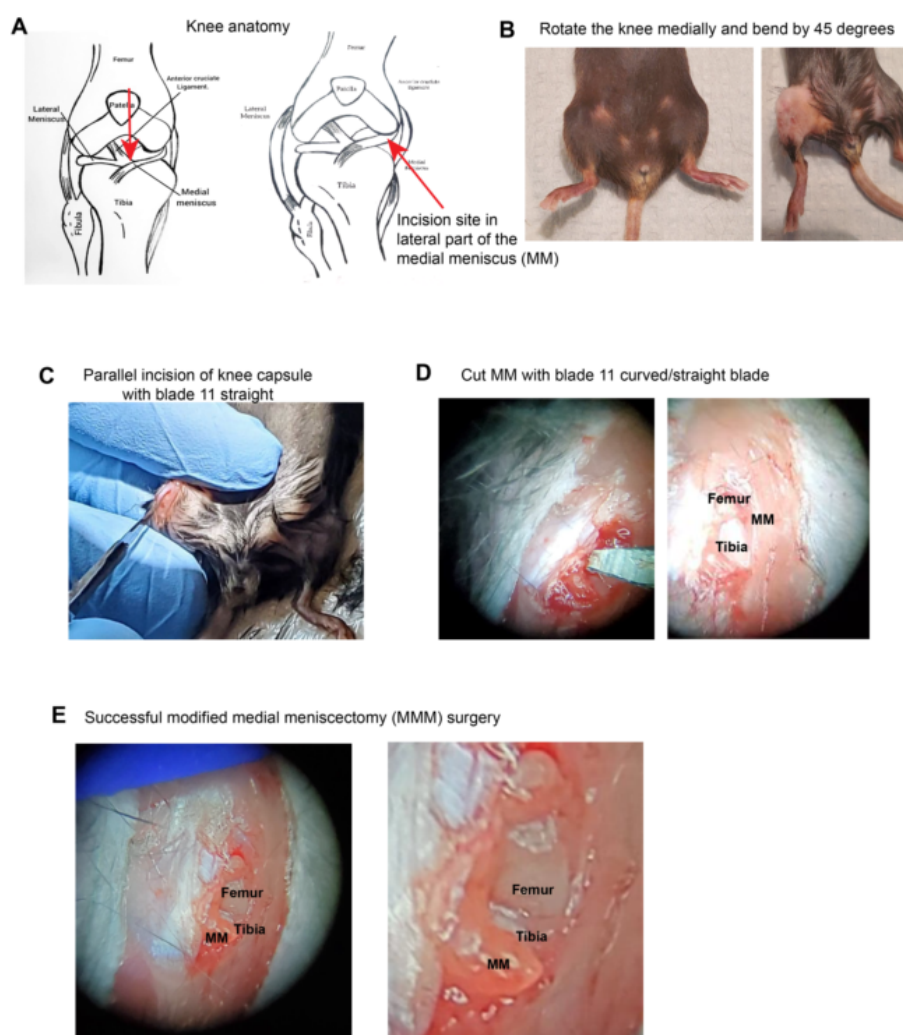 A
Knee anatomy
Femur
Anterior cruciate
Ligament.
Patella
Lateral
Meniscus
Medial
meniscus
Tibia
Fibula
Femur
Patella
Lateral
Meniscus
Tibia
Incision site in
lateral part of the
medial meniscus (MM)
B
Rotate the knee medially and bend by 45 degrees
C
Parallel incision of knee capsule
with blade 11 straight
D
Cut MM with blade 11 curved/straight blade
Femur
MM
Tibia
E
Successful modified medial meniscectomy (MMM) surgery
Femur
Tibia
MM
Femur
Tibia
MM